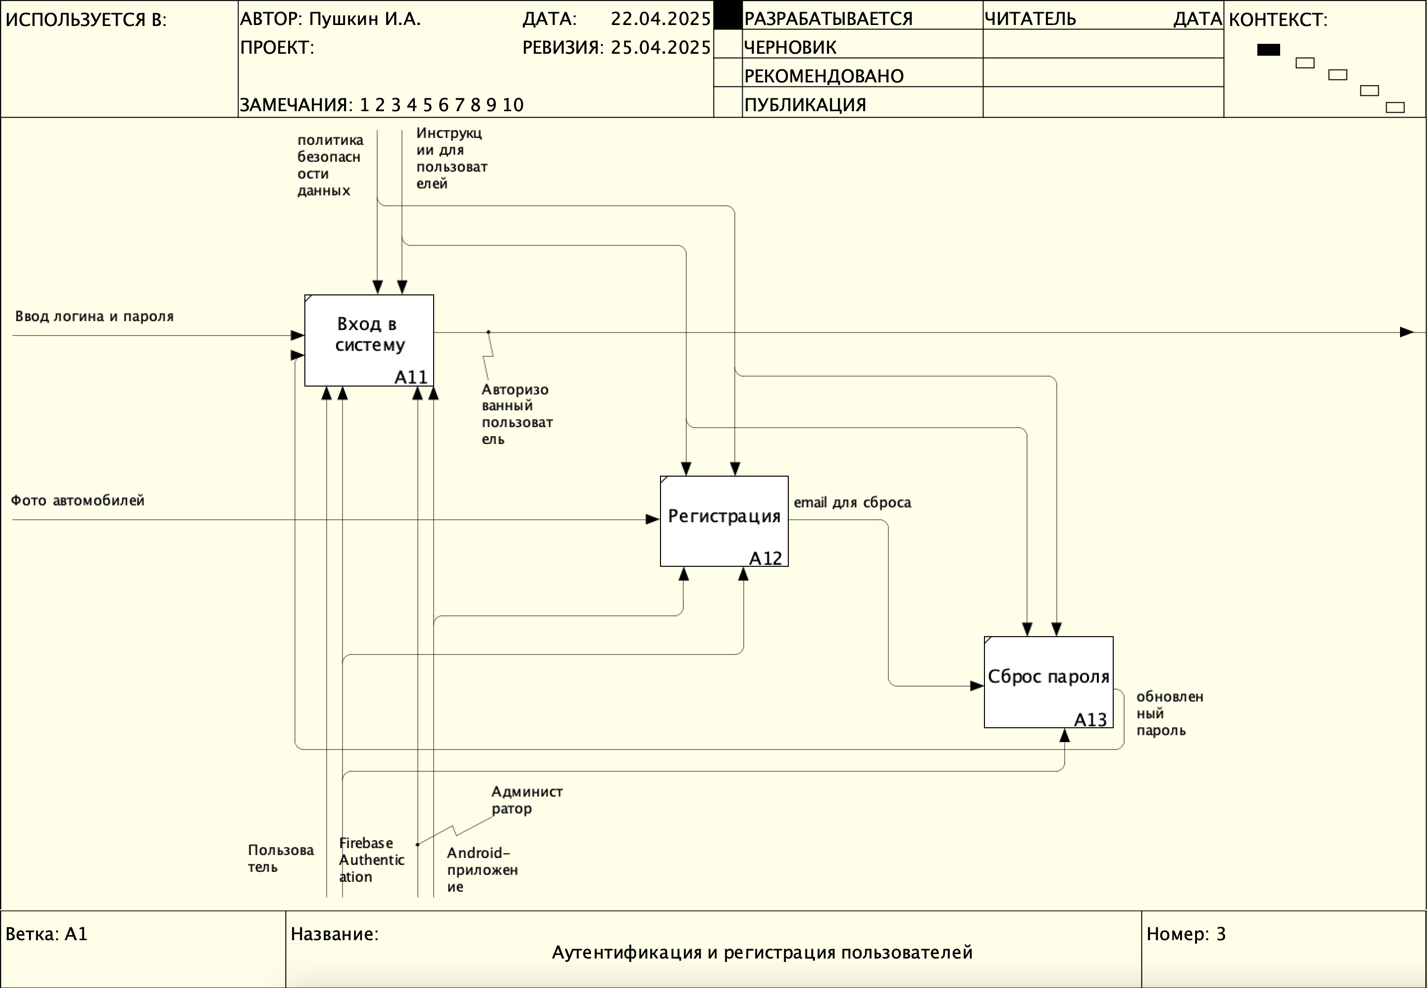 ИСПОЛЬЗУЕТСЯ В:
АВТОР: Пушкин И.А.
ДАТА: 22.04.2025
ПРОЕКТ:
РЕВИЗИЯ: 25.04.2025
ЗАМЕЧАНИЯ: 1 2 3 4 5 6 7 8 9 10
РАЗРАБАТЫВАЕТСЯ
ЧЕРНОВИК
РЕКОМЕНДОВАНО
ПУБЛИКАЦИЯ
ЧИТАТЕЛЬ
ДАТА
КОНТЕКСТ:
политика
безопасн
ости
данных
Инструкц
ии для
пользоват
елей
Ввод логина и пароля
Вход в
систему
A11
Авторизо
ванный
пользоват
ель
Фото автомобилей
Регистрация
A12
email для сброса
Сброс пароля
A13
обновлен
ный
пароль
Админист
ратор
Пользова
тель
Firebase
Authentic
ation
Android-
приложен
ие
Ветка: A1
Название:
Аутентификация и регистрация пользователей
Номер: 3